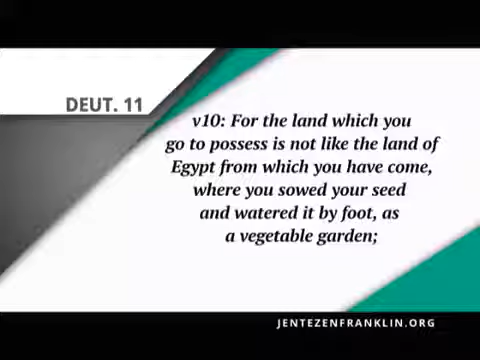 DEUT. 11
v10: For the land which you
go to possess is not like the land of
Egypt from which you have come,
where you sowed your seed
and watered it by foot, as
a vegetable garden;
JENTEZENFRANKLIN.ORG